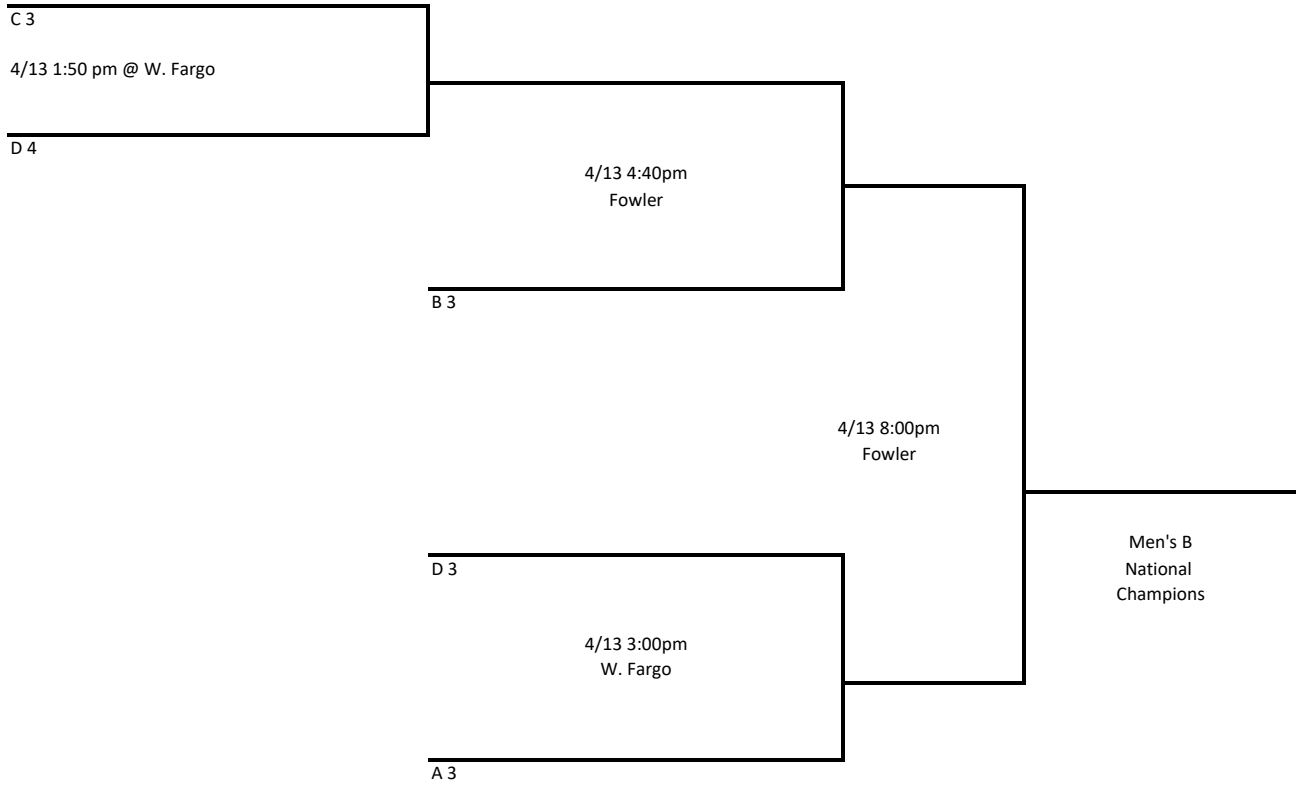 C 3
4/13 1:50 pm @ W. Fargo
D 4
4/13 4:40pm
Fowler
B 3
4/13 8:00pm
Fowler
Men's B
National
Champions
D 3
4/13 3:00pm
W. Fargo
A 3